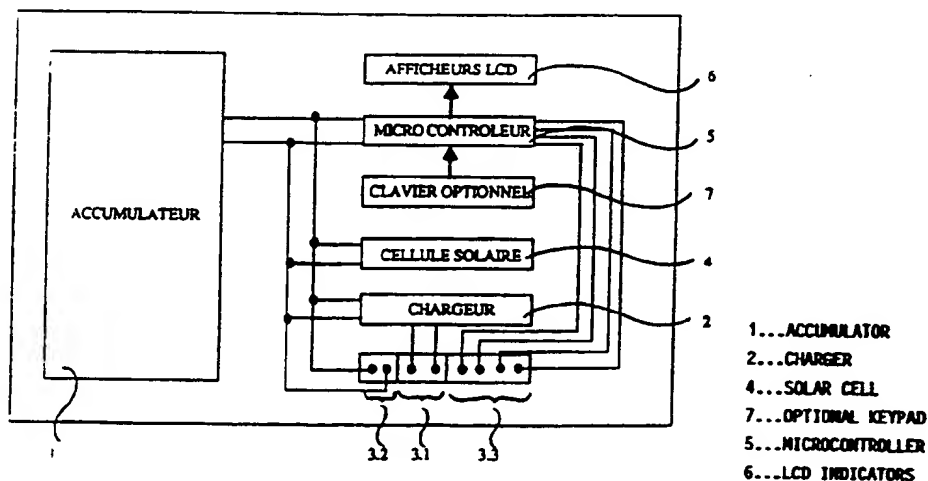 AFFICHEURS LCD
6
MICRO CONTROLEUR
5
CLAVIER OPTIONNEL
7
ACCUMULATEUR
CELLULE SOLAIRE
4
CHARGEUR
2
3.2 3.1 3.3
1
1...ACCUMULATOR
2...CHARGER
4...SOLAR CELL
7...OPTIONAL KEYPAD
5...MICROCONTROLLER
6...LCD INDICATORS